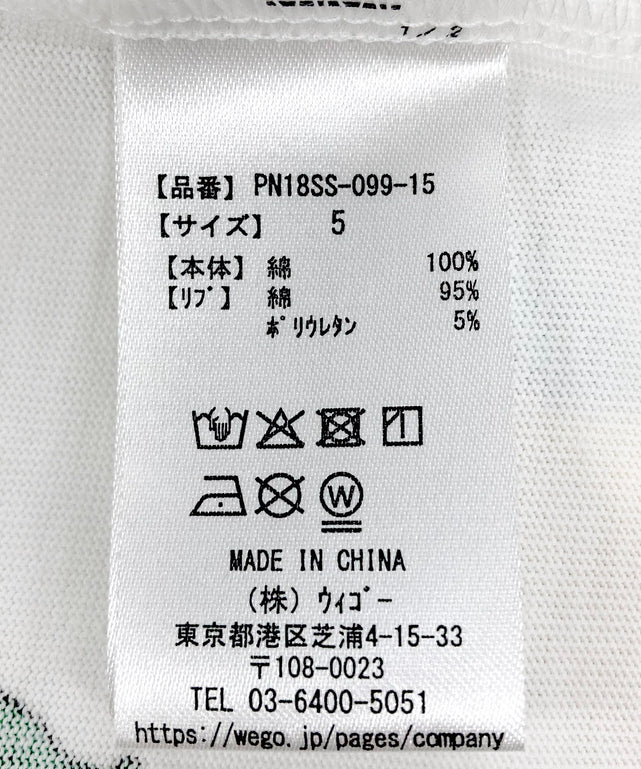 【品番】 PN18SS-099-15
【サイズ】 5
【本体】 綿 100%
【リブ】 綿 95%
ポリウレタン 5%
W
MADE IN CHINA
(株) ウィゴー
東京都港区芝浦4-15-33
〒108-0023
TEL 03-6400-5051
https://wego.jp/pages/company